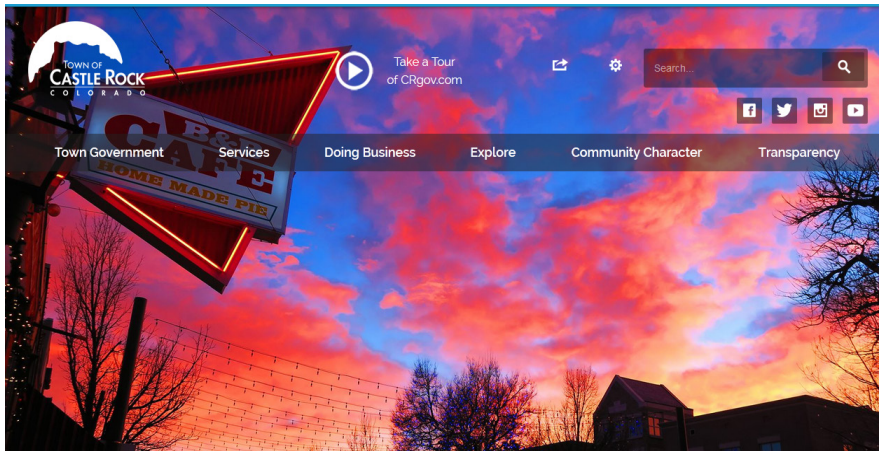 TOWN OF
CASTLE ROCK
COLORADO
Take a Tour
of CRgov.com
Search...
Town Government
Services
Doing Business
Explore
Community Character
Transparency
B&B
CAFE
HOME MADE PIE